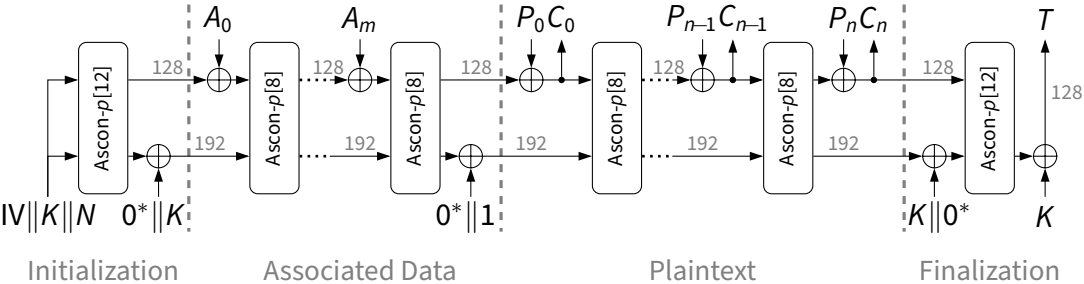 A₀ Aₘ P₀ C₀ Pₙ₋₁ Cₙ₋₁ Pₙ Cₙ T
128 128 128 128 128 128
Ascon-p[12] Ascon-p[8] Ascon-p[8] Ascon-p[8] Ascon-p[8] Ascon-p[12]
192 192 192 192 192
IV‖K‖N 0*‖K 0*‖1 K‖0* K
Initialization Associated Data Plaintext Finalization